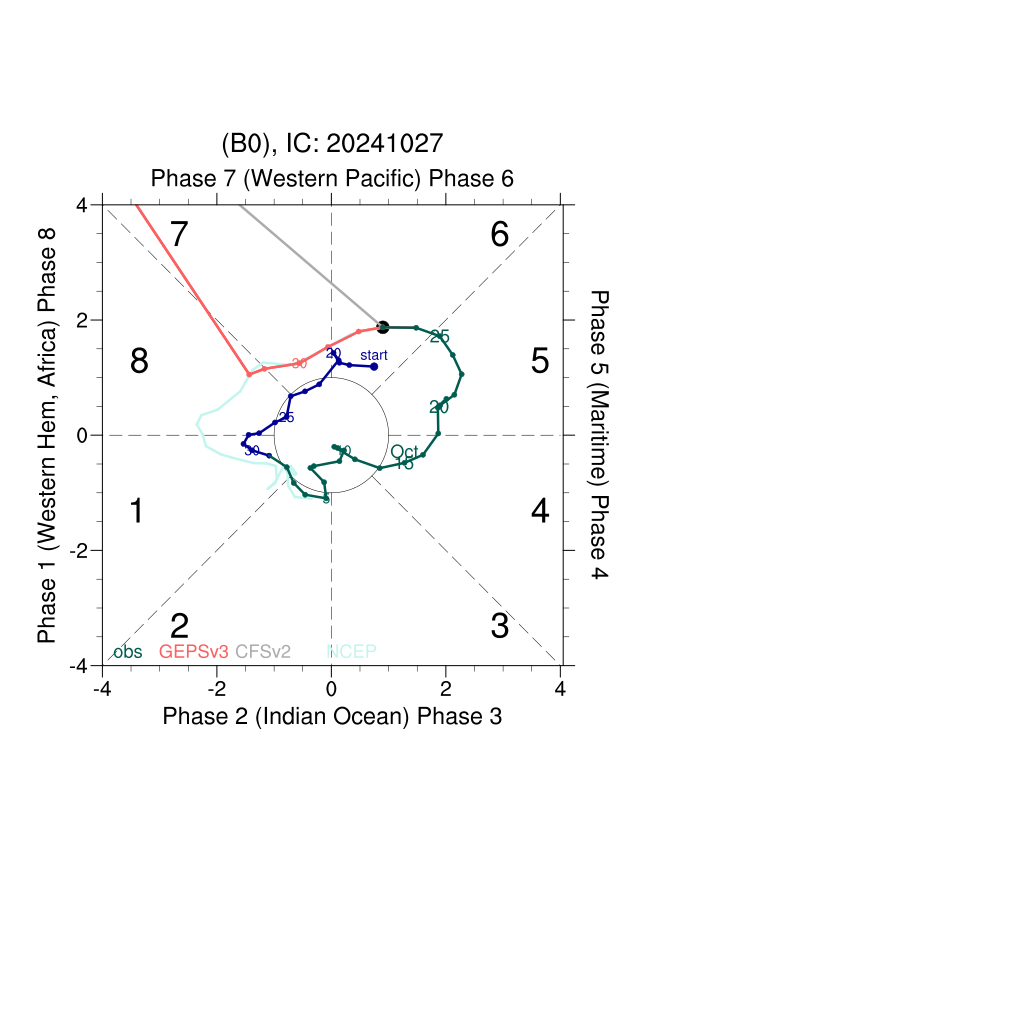 (B0), IC: 20241027
Phase 7 (Western Pacific) Phase 6
Phase 1 (Western Hem, Africa) Phase 8
Phase 5 (Maritime) Phase 4
4
2
0
-2
-4
7
6
8
5
1
4
2
3
start
20
25
30
30
25
20
Oct
15
10
5
obs GEPSv3 CFSv2 NCEP
-4 -2 0 2 4
Phase 2 (Indian Ocean) Phase 3